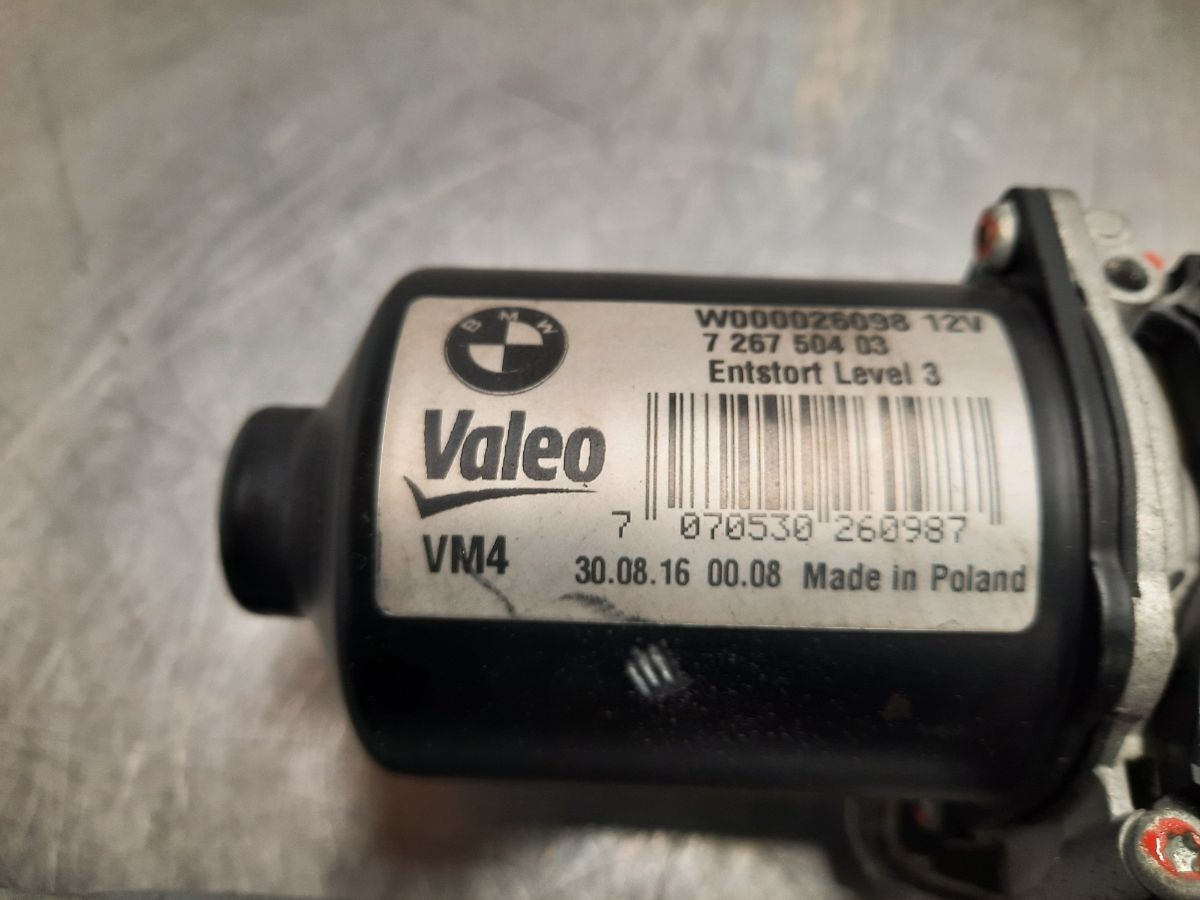 BMW
W000026098 12V
7 267 504 03
Entstort Level 3
Valeo
7 070530 260987
VM4
30.08.16 00.08 Made in Poland